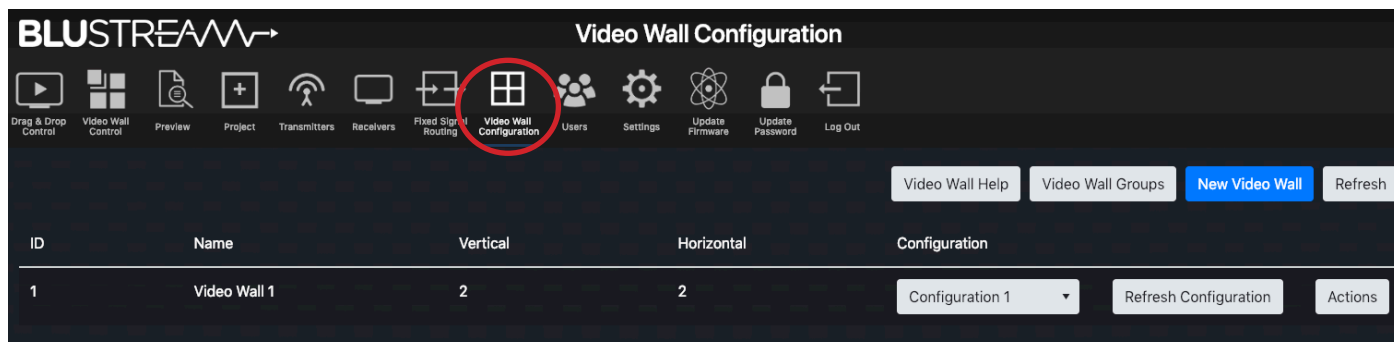 BLUSTREAM
Video Wall Configuration
Drag & Drop Control
Video Wall Control
Preview
Project
Transmitters
Receivers
Fixed Signal Routing
Video Wall Configuration
Users
Settings
Update Firmware
Update Password
Log Out
Video Wall Help
Video Wall Groups
New Video Wall
Refresh
ID Name Vertical Horizontal Configuration
1 Video Wall 1 2 2 Configuration 1 Refresh Configuration Actions